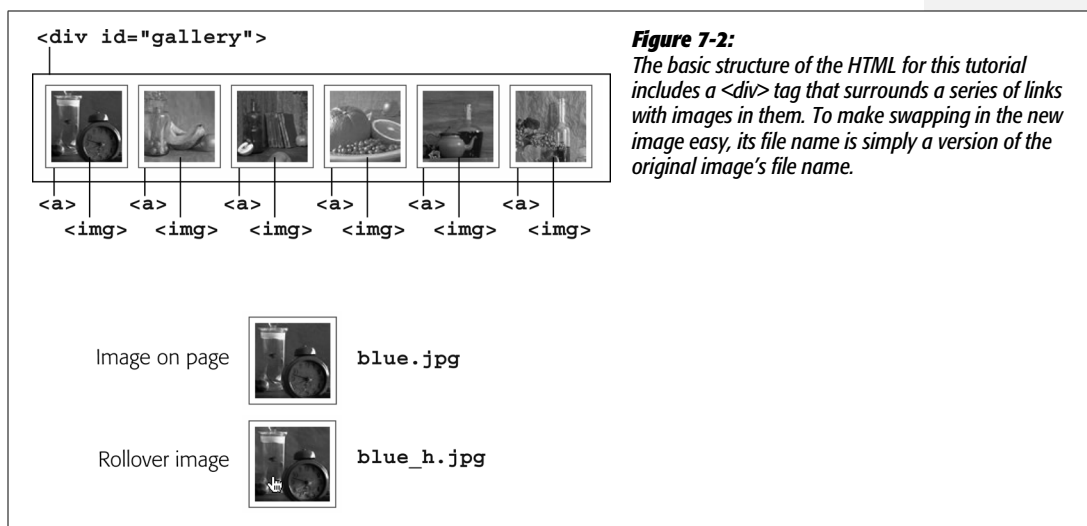 <div id="gallery">
<a> <a> <a> <a> <a> <a>
<img> <img> <img> <img> <img> <img>
Figure 7-2:
The basic structure of the HTML for this tutorial
includes a <div> tag that surrounds a series of links
with images in them. To make swapping in the new
image easy, its file name is simply a version of the
original image’s file name.
Image on page blue.jpg
Rollover image blue_h.jpg